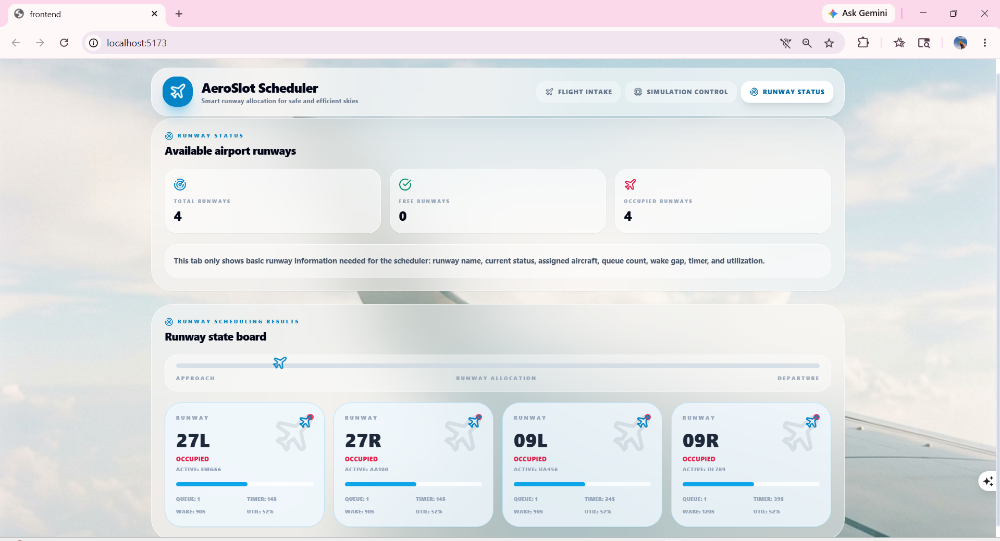 frontend
Ask Gemini
localhost:5173
AeroSlot Scheduler
Smart runway allocation for safe and efficient skies
FLIGHT INTAKE
SIMULATION CONTROL
RUNWAY STATUS
RUNWAY STATUS
Available airport runways
TOTAL RUNWAYS
4
FREE RUNWAYS
0
OCCUPIED RUNWAYS
4
This tab only shows basic runway information needed for the scheduler: runway name, current status, assigned aircraft, queue count, wake gap, timer, and utilization.
RUNWAY SCHEDULING RESULTS
Runway state board
APPROACH
RUNWAY ALLOCATION
DEPARTURE
RUNWAY
27L
OCCUPIED
ACTIVE: EMG66
QUEUE: 1
TIMER: 14S
WAKE: 90S
UTIL: 52%
RUNWAY
27R
OCCUPIED
ACTIVE: AA100
QUEUE: 1
TIMER: 14S
WAKE: 90S
UTIL: 52%
RUNWAY
09L
OCCUPIED
ACTIVE: UA456
QUEUE: 1
TIMER: 24S
WAKE: 90S
UTIL: 52%
RUNWAY
09R
OCCUPIED
ACTIVE: DL789
QUEUE: 1
TIMER: 39S
WAKE: 120S
UTIL: 52%